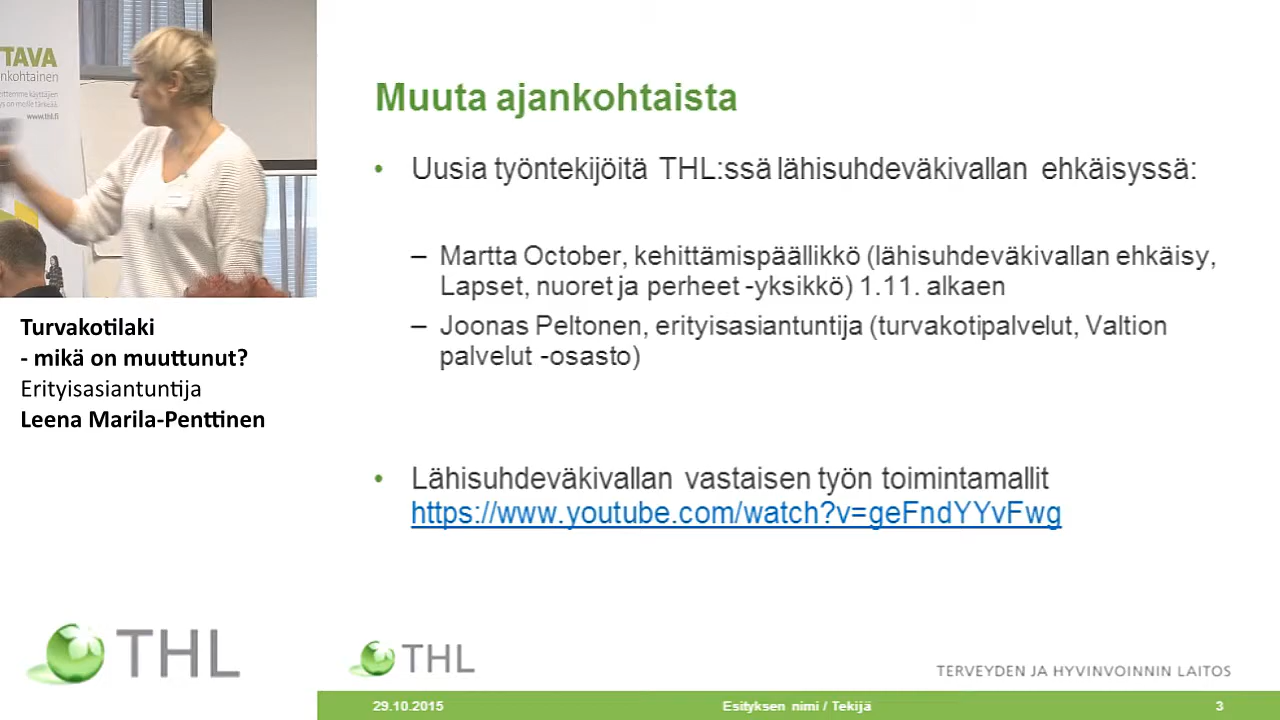 TTAVA
nkohtainen
www.thl.fi
Turvakotilaki
- mikä on muuttunut?
Erityisasiantuntija
Leena Marila-Penttinen
THL
Muuta ajankohtaista
• Uusia työntekijöitä THL:ssä lähisuhdeväkivallan ehkäisyssä:
– Martta October, kehittämispäällikkö (lähisuhdeväkivallan ehkäisy,
Lapset, nuoret ja perheet -yksikkö) 1.11. alkaen
– Joonas Peltonen, erityisasiantuntija (turvakotipalvelut, Valtion
palvelut -osasto)
• Lähisuhdeväkivallan vastaisen työn toimintamallit
https://www.youtube.com/watch?v=geFndYYvFwg
THL
TERVEYDEN JA HYVINVOINNIN LAITOS
29.10.2015 Esityksen nimi / Tekijä 3